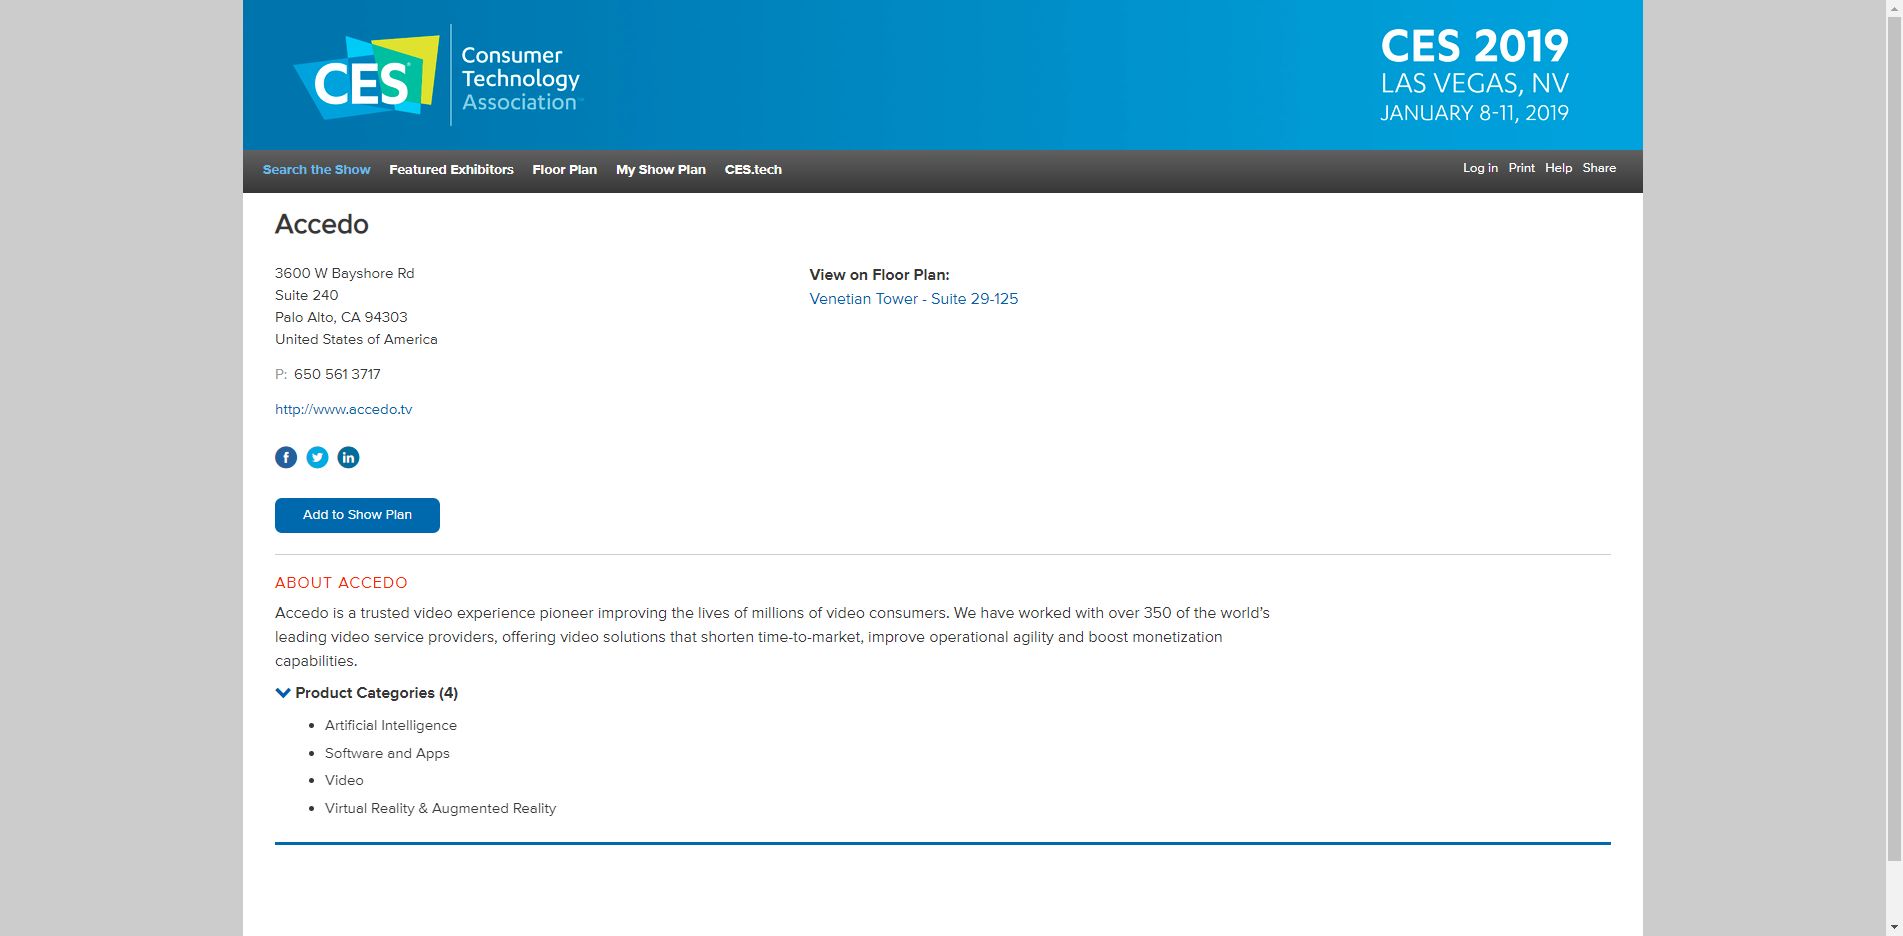 CES
Consumer
Technology
Association
CES 2019
LAS VEGAS, NV
JANUARY 8-11, 2019
Search the Show Featured Exhibitors Floor Plan My Show Plan CES.tech Log in Print Help Share
Accedo
3600 W Bayshore Rd
Suite 240
Palo Alto, CA 94303
United States of America
P: 650 561 3717
http://www.accedo.tv
View on Floor Plan:
Venetian Tower - Suite 29-125
f in
Add to Show Plan
ABOUT ACCEDO
Accedo is a trusted video experience pioneer improving the lives of millions of video consumers. We have worked with over 350 of the world's
leading video service providers, offering video solutions that shorten time-to-market, improve operational agility and boost monetization
capabilities.
Product Categories (4)
• Artificial Intelligence
• Software and Apps
• Video
• Virtual Reality & Augmented Reality